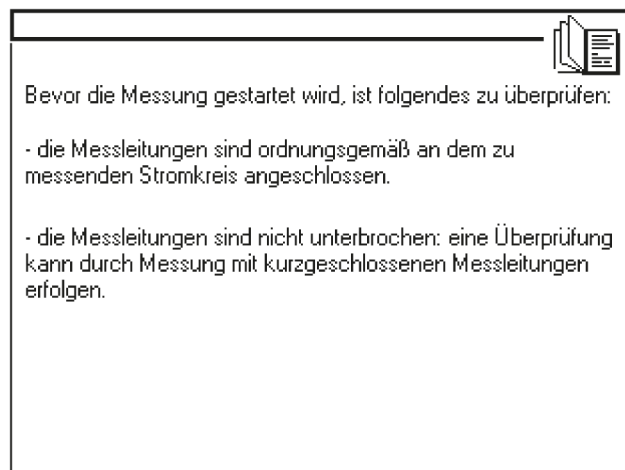 Bevor die Messung gestartet wird, ist folgendes zu überprüfen:
- die Messleitungen sind ordnungsgemäß an dem zu
messenden Stromkreis angeschlossen.
- die Messleitungen sind nicht unterbrochen: eine Überprüfung
kann durch Messung mit kurzgeschlossenen Messleitungen
erfolgen.